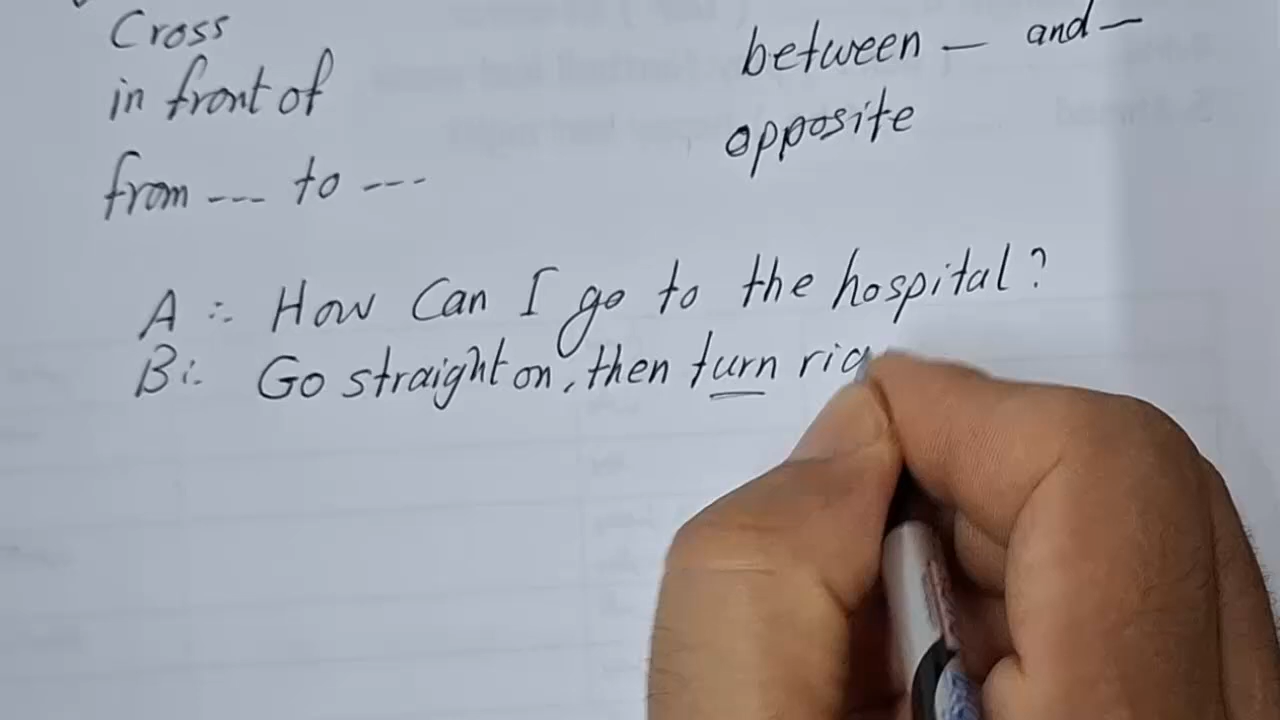 Cross
in front of
from --- to ---
between — and —
opposite
A:- How Can I go to the hospital?
B:- Go straight on, then turn rig